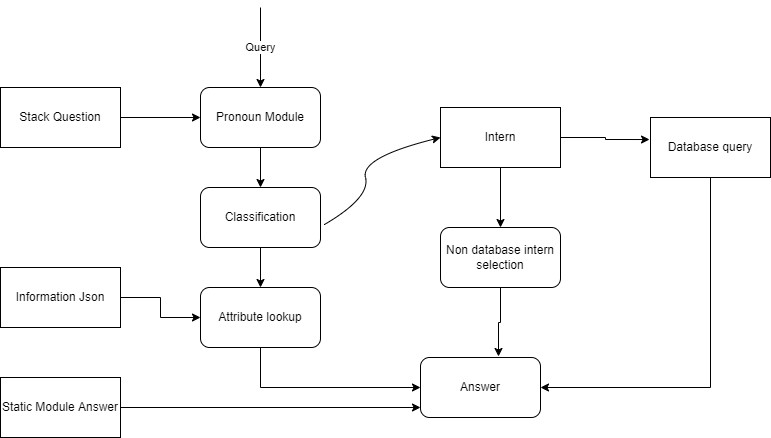 Query
Stack Question
Pronoun Module
Intern
Database query
Classification
Non database intern
selection
Information Json
Attribute lookup
Answer
Static Module Answer